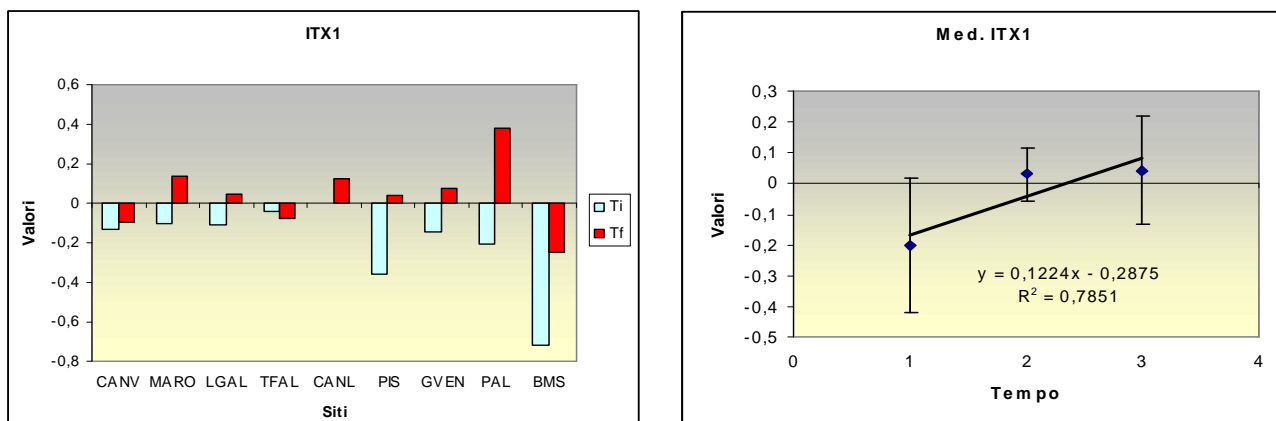 ITX1
0,6
0,4
0,2
0
-0,2
-0,4
-0,6
-0,8
Valori
CANV MARO LGAL TFAL CANL PIS GVEN PAL BMS
Siti
Ti
Tf
Med. ITX1
0,3
0,2
0,1
0
-0,1
-0,2
-0,3
-0,4
-0,5
Valori
y = 0,1224x - 0,2875
R² = 0,7851
0 1 2 3 4
Tempo